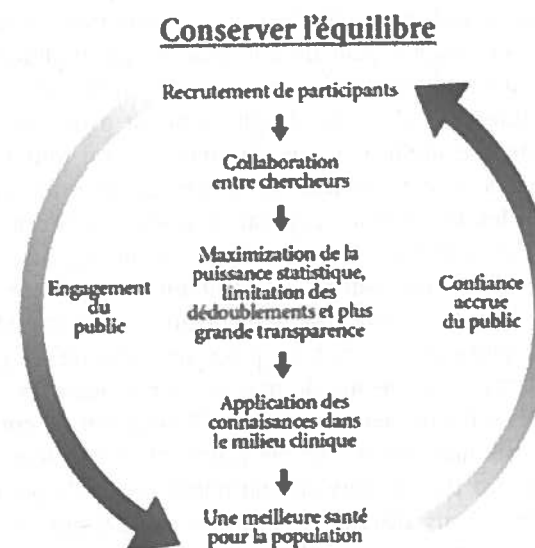 Conserver l'équilibre
Recrutement de participants
Collaboration
entre chercheurs
Maximization de la
puissance statistique,
limitation des
dédoublements et plus
grande transparence
Engagement
du
public
Confiance
accrue
du public
Application des
connaisances dans
le milieu clinique
Une meilleure santé
pour la population